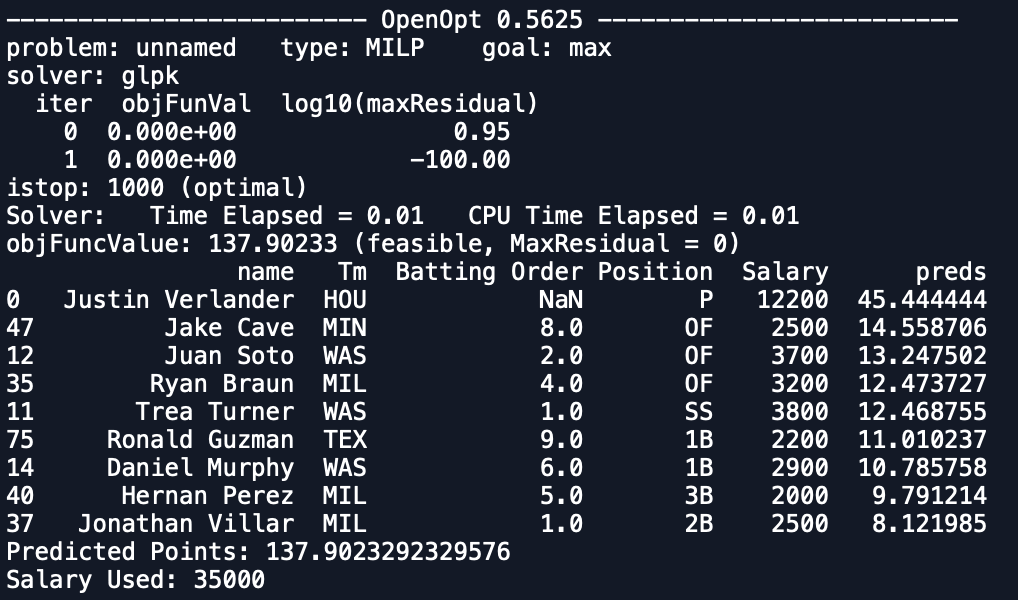 ------------------------- OpenOpt 0.5625 -------------------------
problem: unnamed   type: MILP    goal: max
solver: glpk
  iter  objFunVal  log10(maxResidual)
    0  0.000e+00               0.95
    1  0.000e+00            -100.00
istop: 1000 (optimal)
Solver:   Time Elapsed = 0.01   CPU Time Elapsed = 0.01
objFuncValue: 137.90233 (feasible, MaxResidual = 0)
                name   Tm  Batting Order Position  Salary      preds
0   Justin Verlander  HOU            NaN        P   12200  45.444444
47         Jake Cave  MIN            8.0       OF    2500  14.558706
12         Juan Soto  WAS            2.0       OF    3700  13.247502
35        Ryan Braun  MIL            4.0       OF    3200  12.473727
11       Trea Turner  WAS            1.0       SS    3800  12.468755
75     Ronald Guzman  TEX            9.0       1B    2200  11.010237
14     Daniel Murphy  WAS            6.0       1B    2900  10.785758
40      Hernan Perez  MIL            5.0       3B    2000   9.791214
37   Jonathan Villar  MIL            1.0       2B    2500   8.121985
Predicted Points: 137.9023292329576
Salary Used: 35000